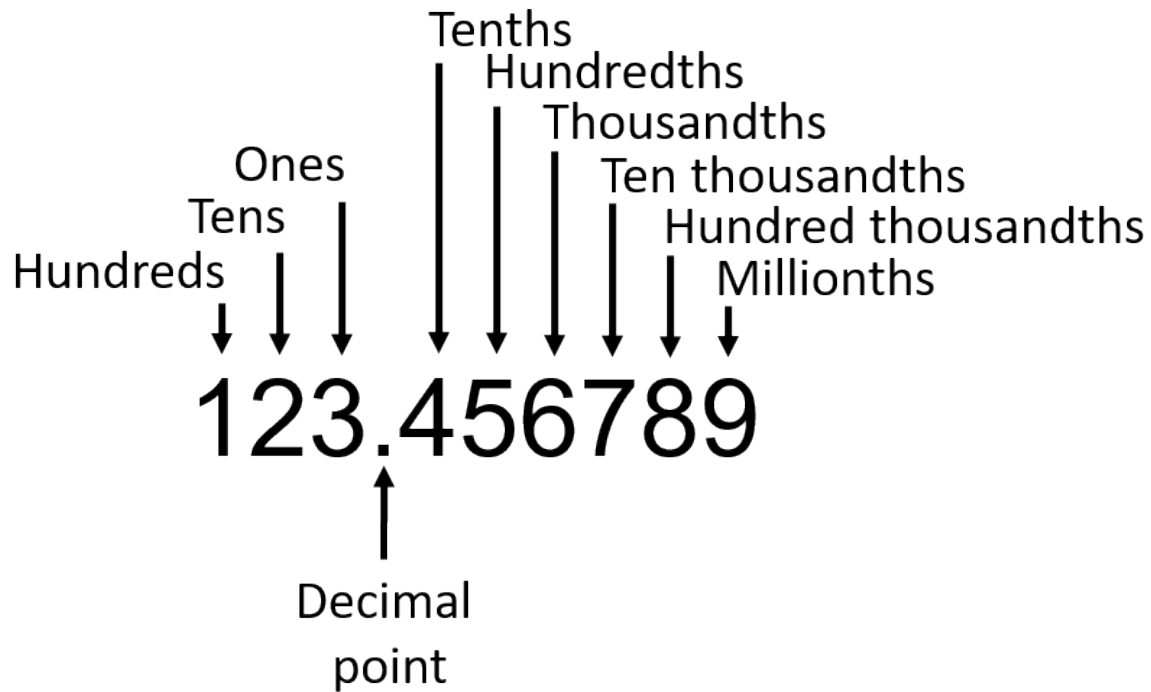 Tenths
Hundredths
Thousandths
Ones
Ten thousandths
Tens
Hundred thousandths
Hundreds
Millionths
123.456789
Decimal
point